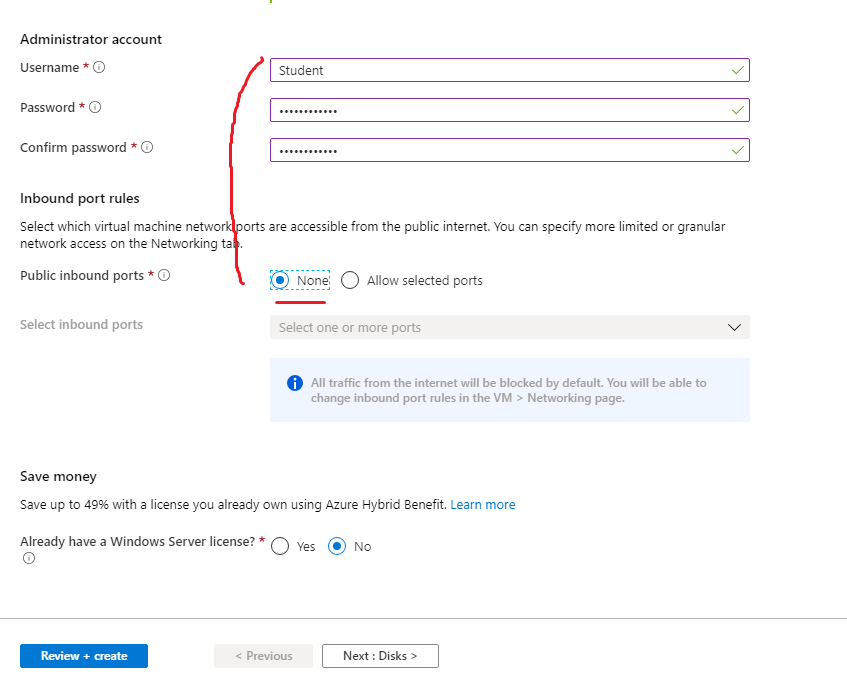 Administrator account
Username *
Student
Password *
••••••••••••
Confirm password *
••••••••••••
Inbound port rules
Select which virtual machine network ports are accessible from the public internet. You can specify more limited or granular
network access on the Networking tab.
Public inbound ports *
None Allow selected ports
Select inbound ports
Select one or more ports
All traffic from the internet will be blocked by default. You will be able to
change inbound port rules in the VM > Networking page.
Save money
Save up to 49% with a license you already own using Azure Hybrid Benefit. Learn more
Already have a Windows Server license? *
Yes No
Review + create
< Previous
Next : Disks >